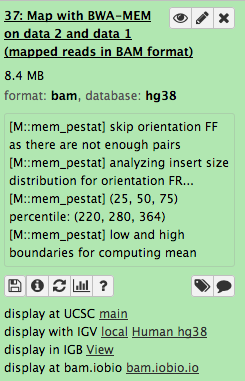 37: Map with BWA-MEM
on data 2 and data 1
(mapped reads in BAM format)
8.4 MB
format: bam, database: hg38
[M::mem_pestat] skip orientation FF
as there are not enough pairs
[M::mem_pestat] analyzing insert size
distribution for orientation FR...
[M::mem_pestat] (25, 50, 75)
percentile: (220, 280, 364)
[M::mem_pestat] low and high
boundaries for computing mean
display at UCSC main
display with IGV local Human hg38
display in IGB View
display at bam.iobio bam.iobio.io